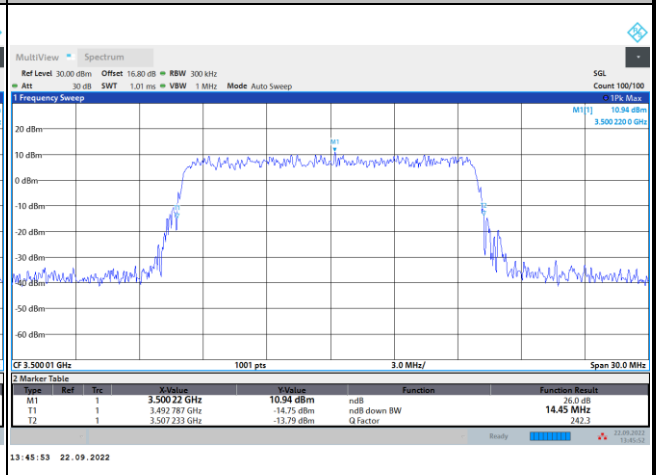 MultiView Spectrum
Ref Level 30.00 dBm Offset 16.80 dB RBW 300 kHz SGL
Att 30 dB SWT 1.01 ms VBW 1 MHz Mode Auto Sweep Count 100/100
1 Frequency Sweep 1Pk Max
M1[1] 10.94 dBm
3.500 220 0 GHz
20 dBm
M1
10 dBm
0 dBm
-10 dBm
-20 dBm
-30 dBm
-40 dBm
-50 dBm
-60 dBm
CF 3.500 01 GHz 1001 pts 3.0 MHz/ Span 30.0 MHz
2 Marker Table
Type Ref Trc X-Value Y-Value Function Function Result
M1 1 3.500 22 GHz 10.94 dBm ndB 26.0 dB
T1 1 3.492 787 GHz -14.75 dBm ndB down BW 14.45 MHz
T2 1 3.507 233 GHz -13.79 dBm Q Factor 242.3
Ready 22.09.2022
13:45:52
13:45:53 22.09.2022